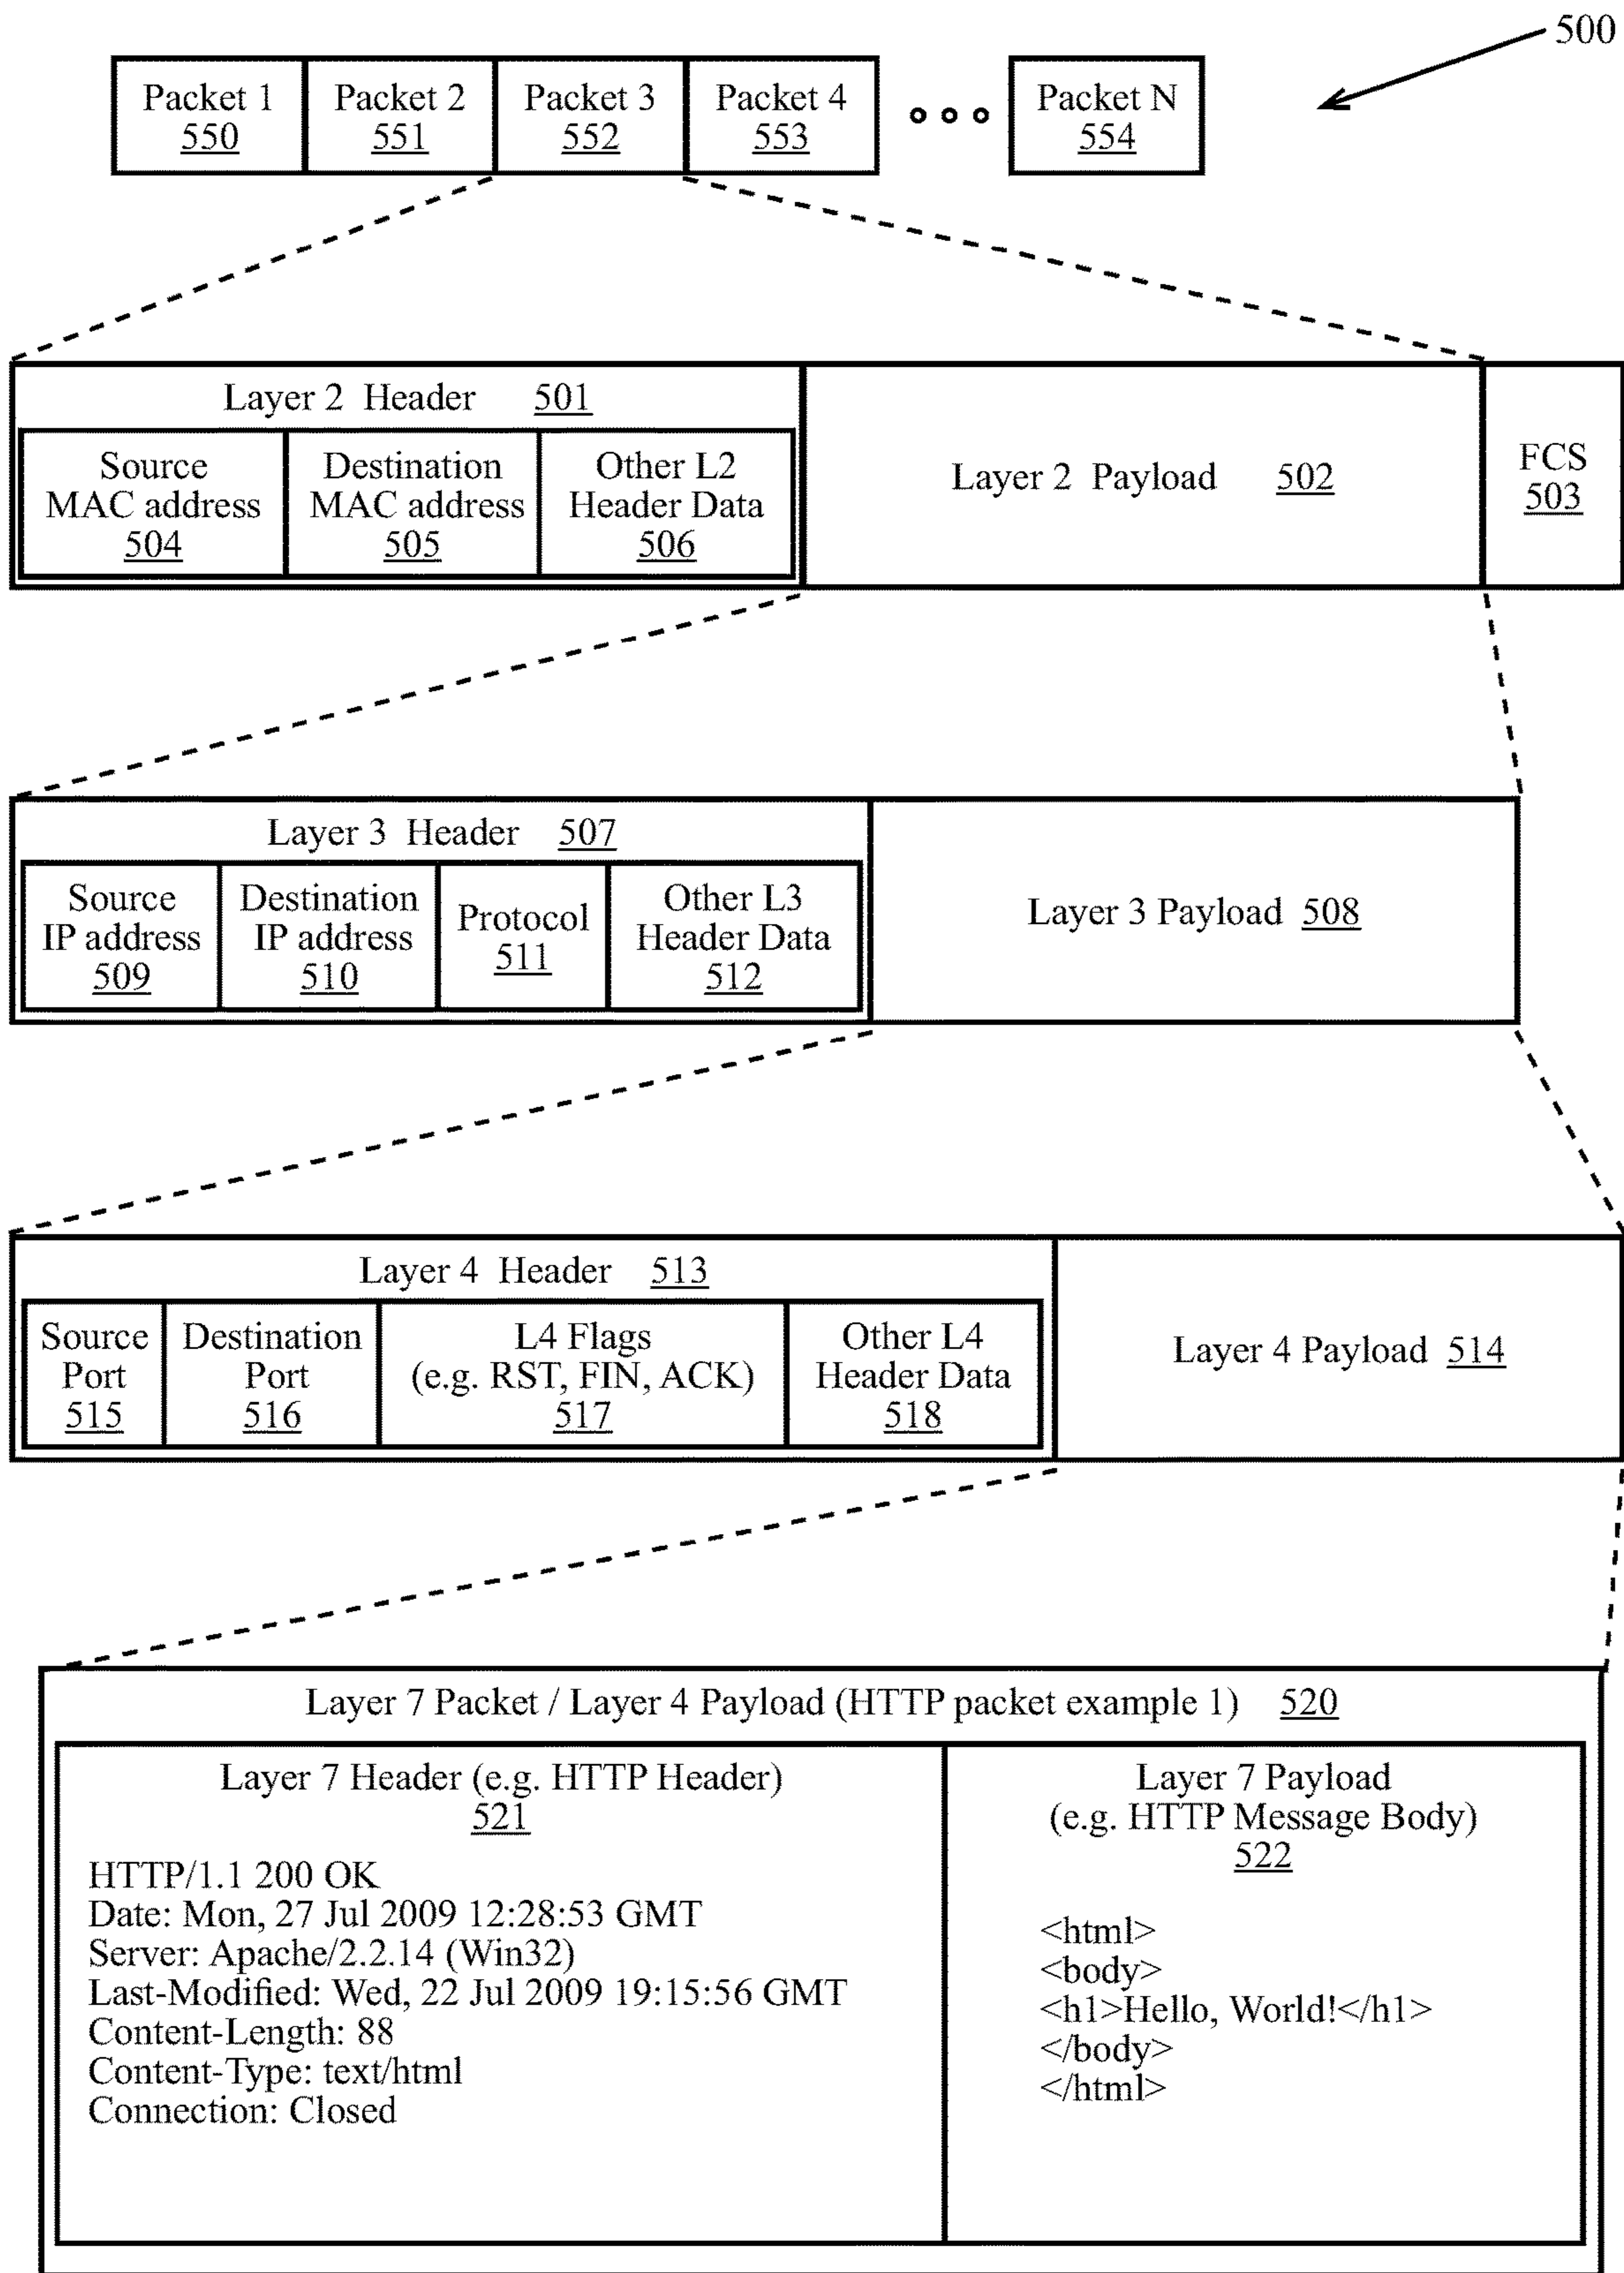 500
Packet 1
550
Packet 2
551
Packet 3
552
Packet 4
553
Packet N
554
Layer 2 Header 501
Source
MAC address
504
Destination
MAC address
505
Other L2
Header Data
506
Layer 2 Payload 502
FCS
503
Layer 3 Header 507
Source
IP address
509
Destination
IP address
510
Protocol
511
Other L3
Header Data
512
Layer 3 Payload 508
Layer 4 Header 513
Source
Port
515
Destination
Port
516
L4 Flags
(e.g. RST, FIN, ACK)
517
Other L4
Header Data
518
Layer 4 Payload 514
Layer 7 Packet / Layer 4 Payload (HTTP packet example 1) 520
Layer 7 Header (e.g. HTTP Header)
521
HTTP/1.1 200 OK
Date: Mon, 27 Jul 2009 12:28:53 GMT
Server: Apache/2.2.14 (Win32)
Last-Modified: Wed, 22 Jul 2009 19:15:56 GMT
Content-Length: 88
Content-Type: text/html
Connection: Closed
Layer 7 Payload
(e.g. HTTP Message Body)
522
<html>
<body>
<h1>Hello, World!</h1>
</body>
</html>